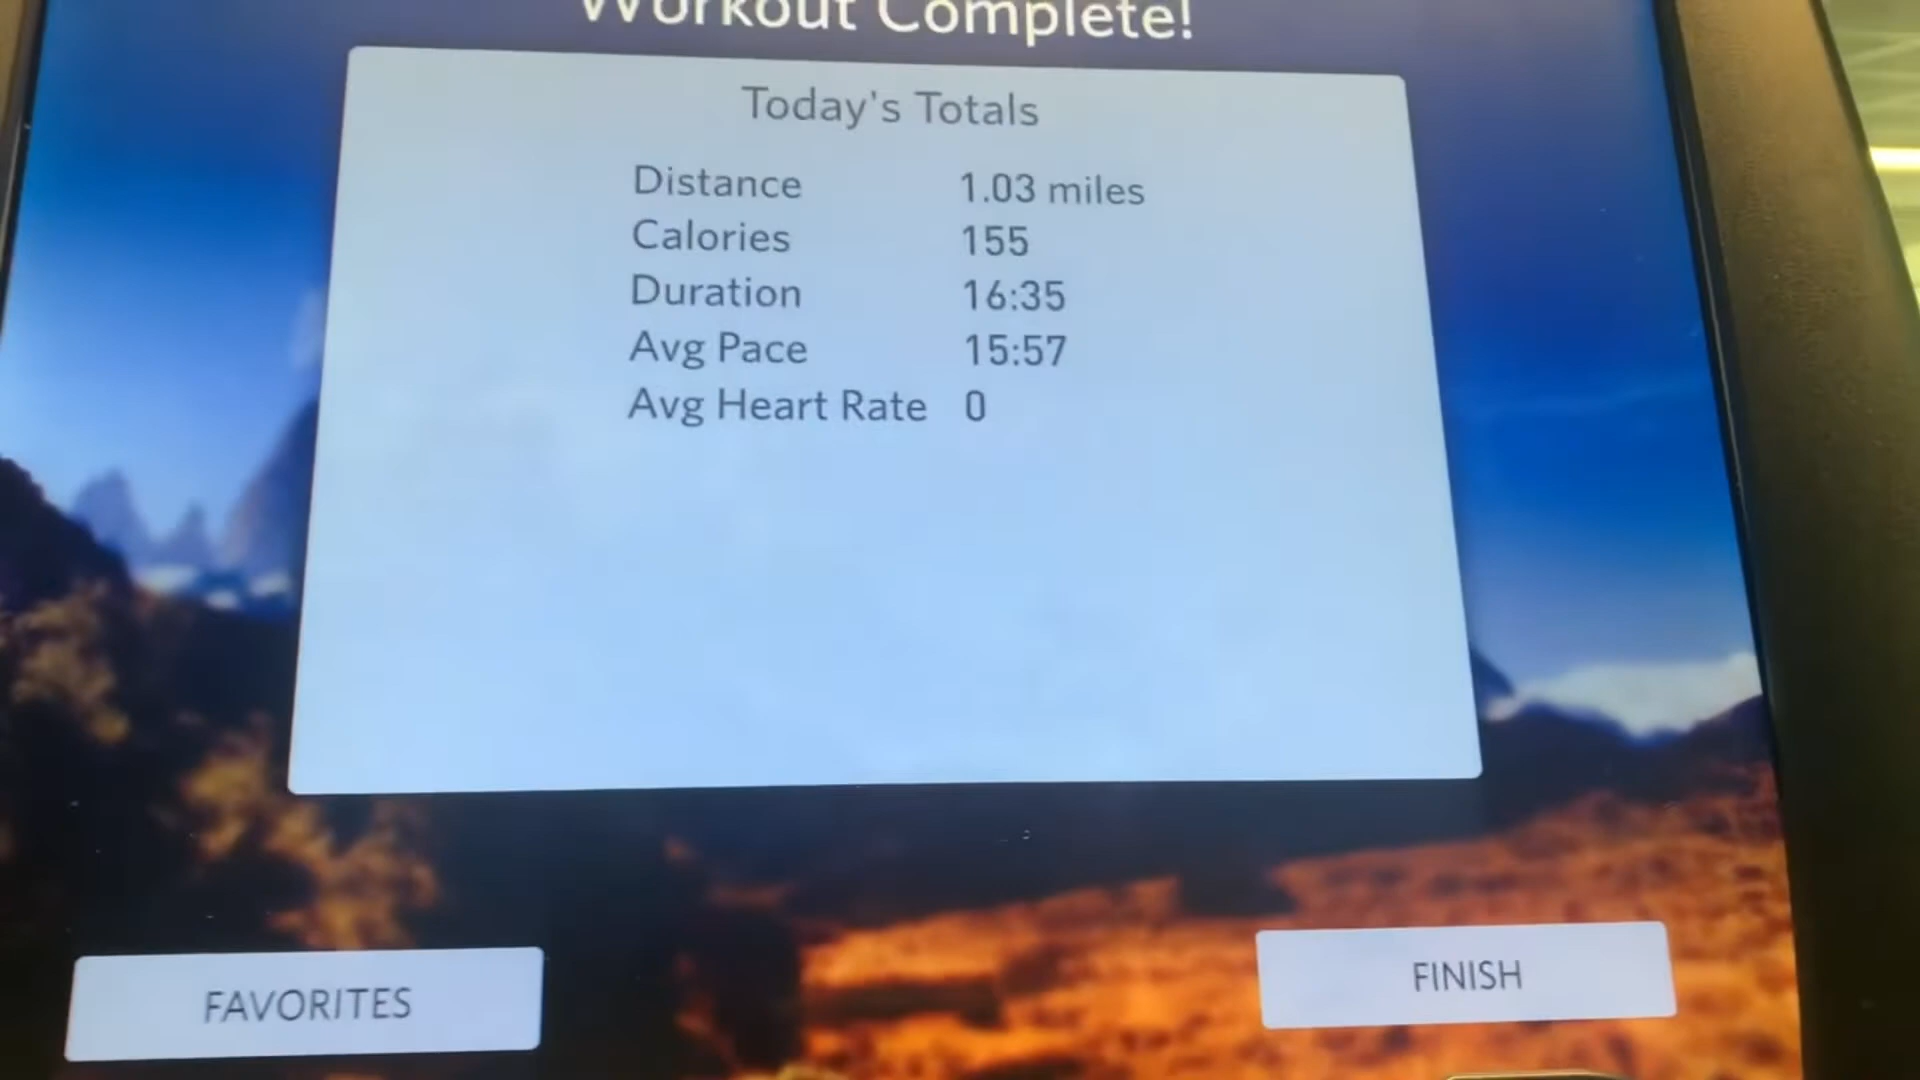 Workout Complete!
Today's Totals
Distance 1.03 miles
Calories 155
Duration 16:35
Avg Pace 15:57
Avg Heart Rate 0
FAVORITES
FINISH